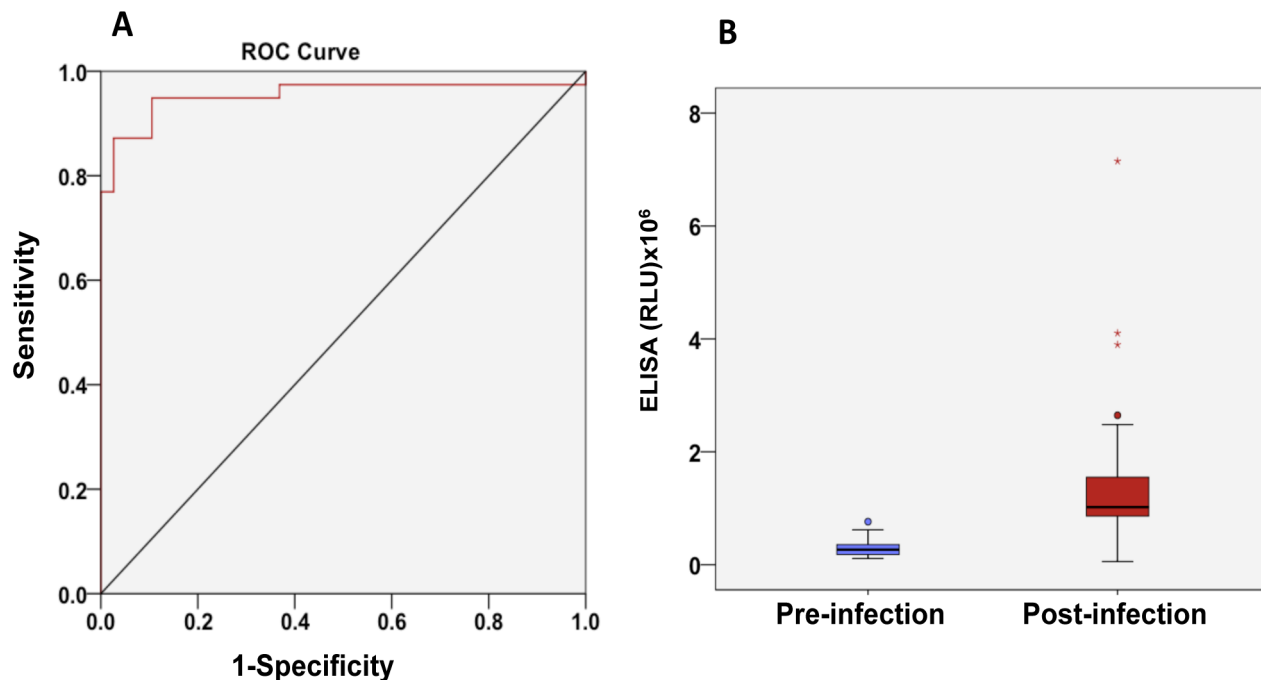 A
ROC Curve
1.0
0.8
0.6
0.4
0.2
0.0
Sensitivity
0.0 0.2 0.4 0.6 0.8 1.0
1-Specificity
B
8
6
4
2
0
ELISA (RLU)x10⁶
Pre-infection Post-infection